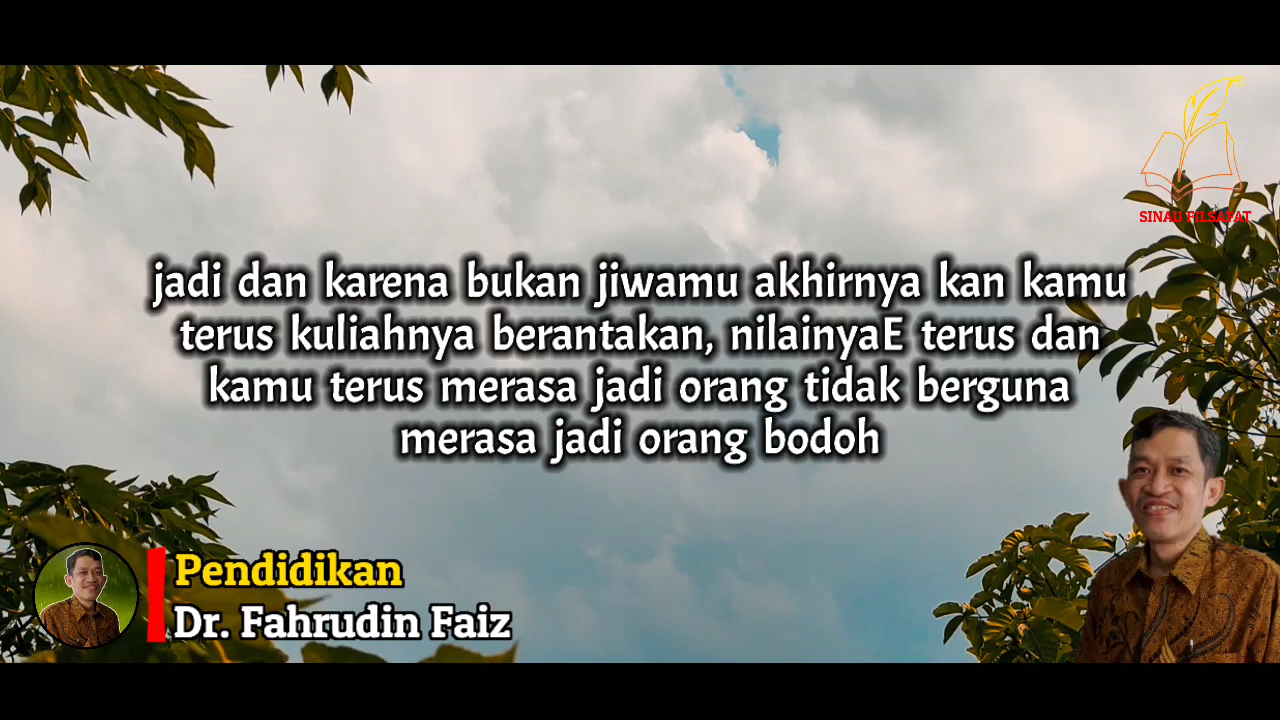 SINAU FILSAFAT
jadi dan karena bukan jiwamu akhirnya kan kamu
terus kuliahnya berantakan, nilainyaE terus dan
kamu terus merasa jadi orang tidak berguna
merasa jadi orang bodoh
Pendidikan
Dr. Fahrudin Faiz